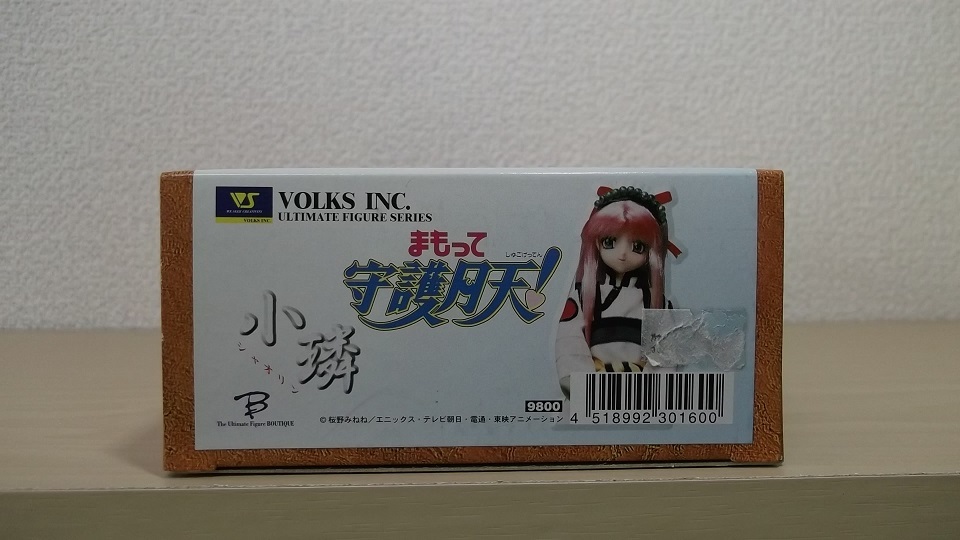 VS
VOLKS INC.
VOLKS INC.
ULTIMATE FIGURE SERIES
まもって
しゅごげってん
守護月天!
小璘
シャオリン
The Ultimate Figure BOUTIQUE
9800
©桜野みねね/エニックス・テレビ朝日・電通・東映アニメーション
4 518992 301600